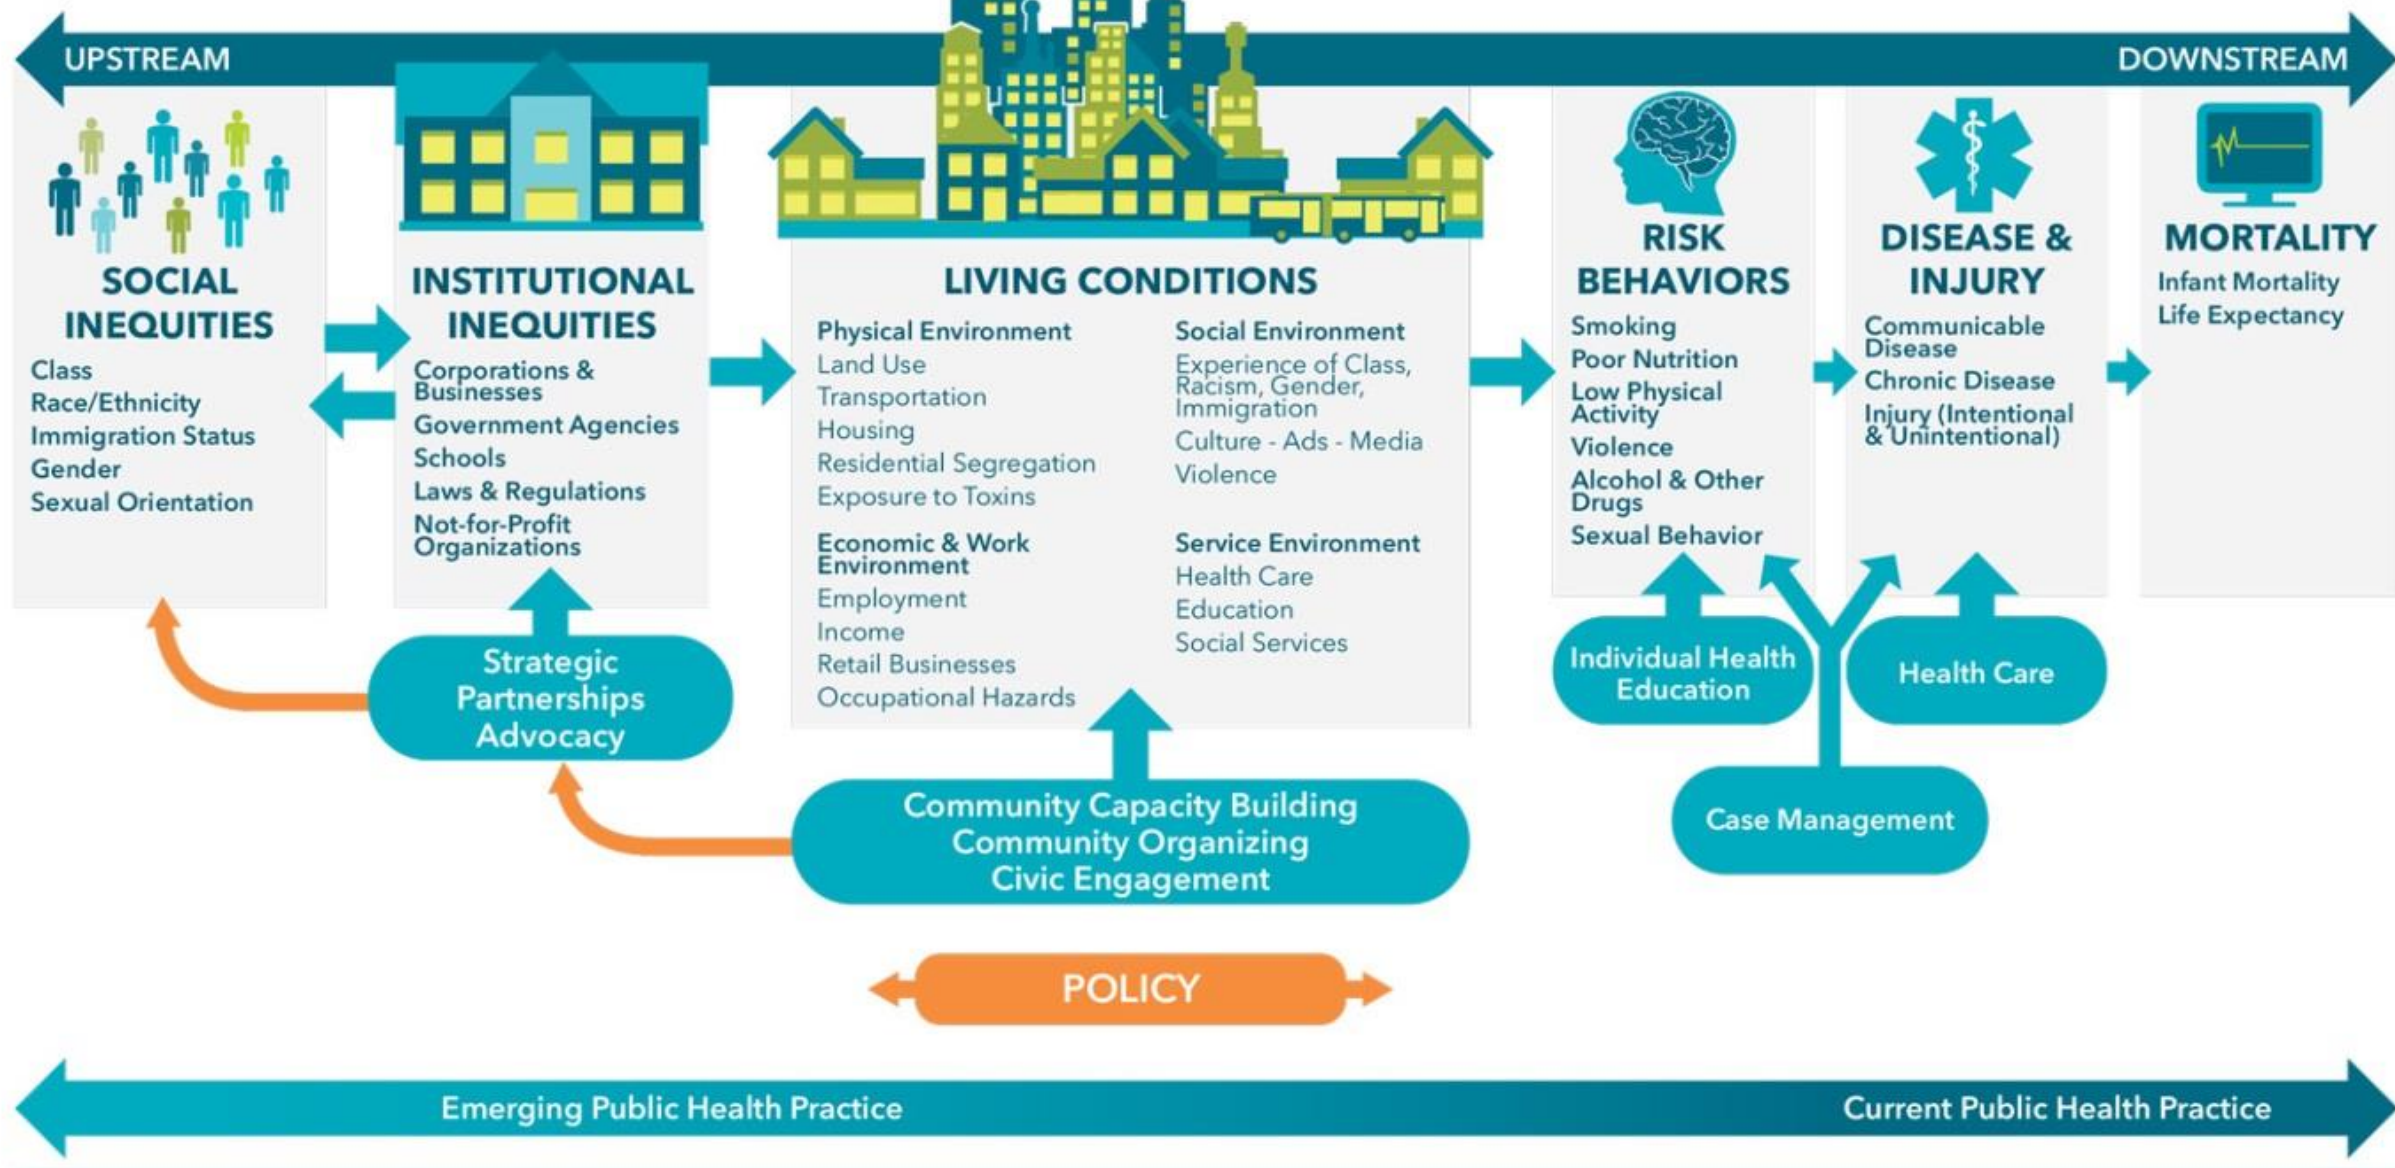 UPSTREAM
DOWNSTREAM
SOCIAL
INEQUITIES
Class
Race/Ethnicity
Immigration Status
Gender
Sexual Orientation
INSTITUTIONAL
INEQUITIES
Corporations &
Businesses
Government Agencies
Schools
Laws & Regulations
Not-for-Profit
Organizations
LIVING CONDITIONS
Physical Environment
Land Use
Transportation
Housing
Residential Segregation
Exposure to Toxins
Economic & Work
Environment
Employment
Income
Retail Businesses
Occupational Hazards
Social Environment
Experience of Class,
Racism, Gender,
Immigration
Culture - Ads - Media
Violence
Service Environment
Health Care
Education
Social Services
RISK
BEHAVIORS
Smoking
Poor Nutrition
Low Physical
Activity
Violence
Alcohol & Other
Drugs
Sexual Behavior
DISEASE &
INJURY
Communicable
Disease
Chronic Disease
Injury (Intentional
& Unintentional)
MORTALITY
Infant Mortality
Life Expectancy
Strategic
Partnerships
Advocacy
Community Capacity Building
Community Organizing
Civic Engagement
Individual Health
Education
Health Care
Case Management
POLICY
Emerging Public Health Practice
Current Public Health Practice